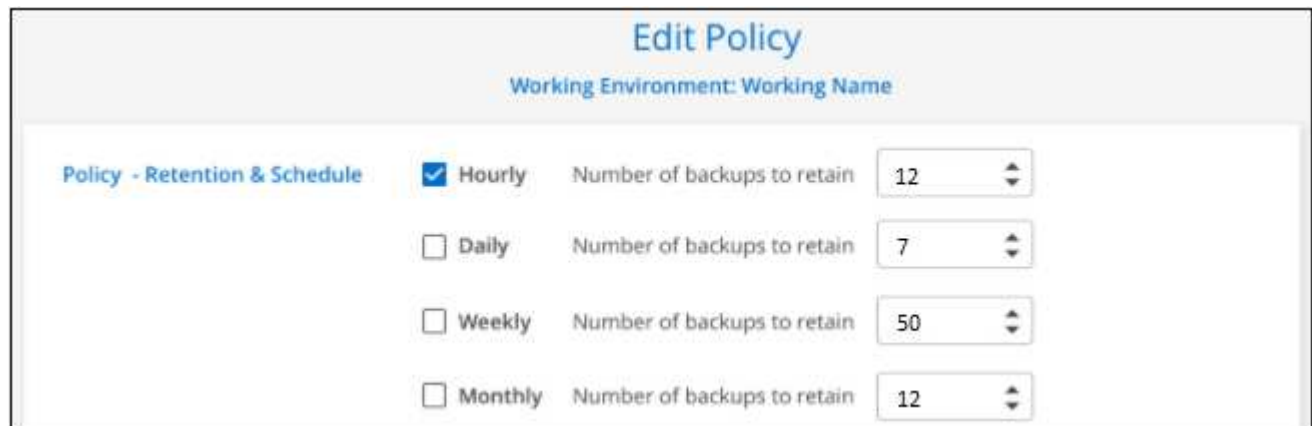 Edit Policy
Working Environment: Working Name
Policy - Retention & Schedule Hourly Number of backups to retain 12
Daily Number of backups to retain 7
Weekly Number of backups to retain 50
Monthly Number of backups to retain 12